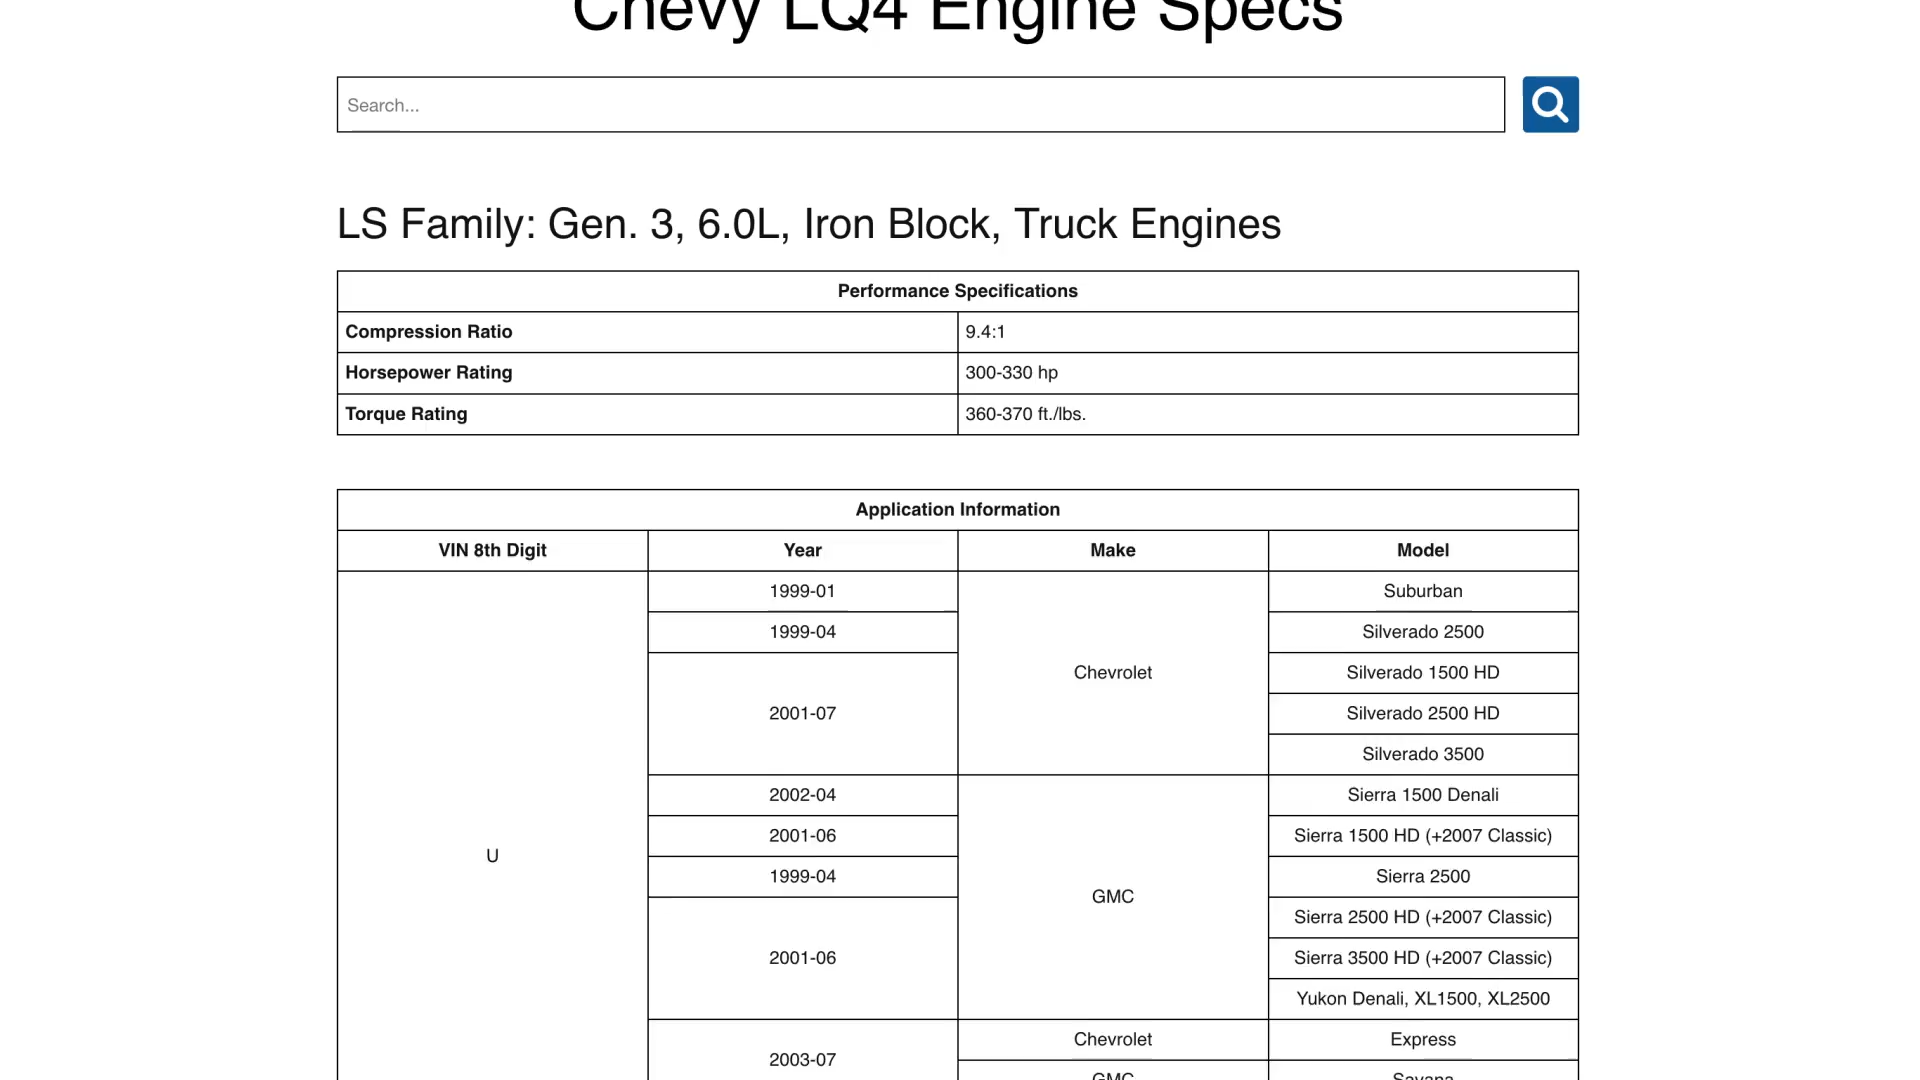 Chevy LQ4 Engine Specs
Search...
LS Family: Gen. 3, 6.0L, Iron Block, Truck Engines
Performance Specifications
Compression Ratio 9.4:1
Horsepower Rating 300-330 hp
Torque Rating 360-370 ft./lbs.
Application Information
VIN 8th Digit Year Make Model
1999-01 Suburban
1999-04 Silverado 2500
Chevrolet Silverado 1500 HD
2001-07 Silverado 2500 HD
Silverado 3500
2002-04 Sierra 1500 Denali
2001-06 Sierra 1500 HD (+2007 Classic)
U
1999-04 Sierra 2500
GMC
Sierra 2500 HD (+2007 Classic)
2001-06 Sierra 3500 HD (+2007 Classic)
Yukon Denali, XL1500, XL2500
Chevrolet Express
2003-07
GMC Savana